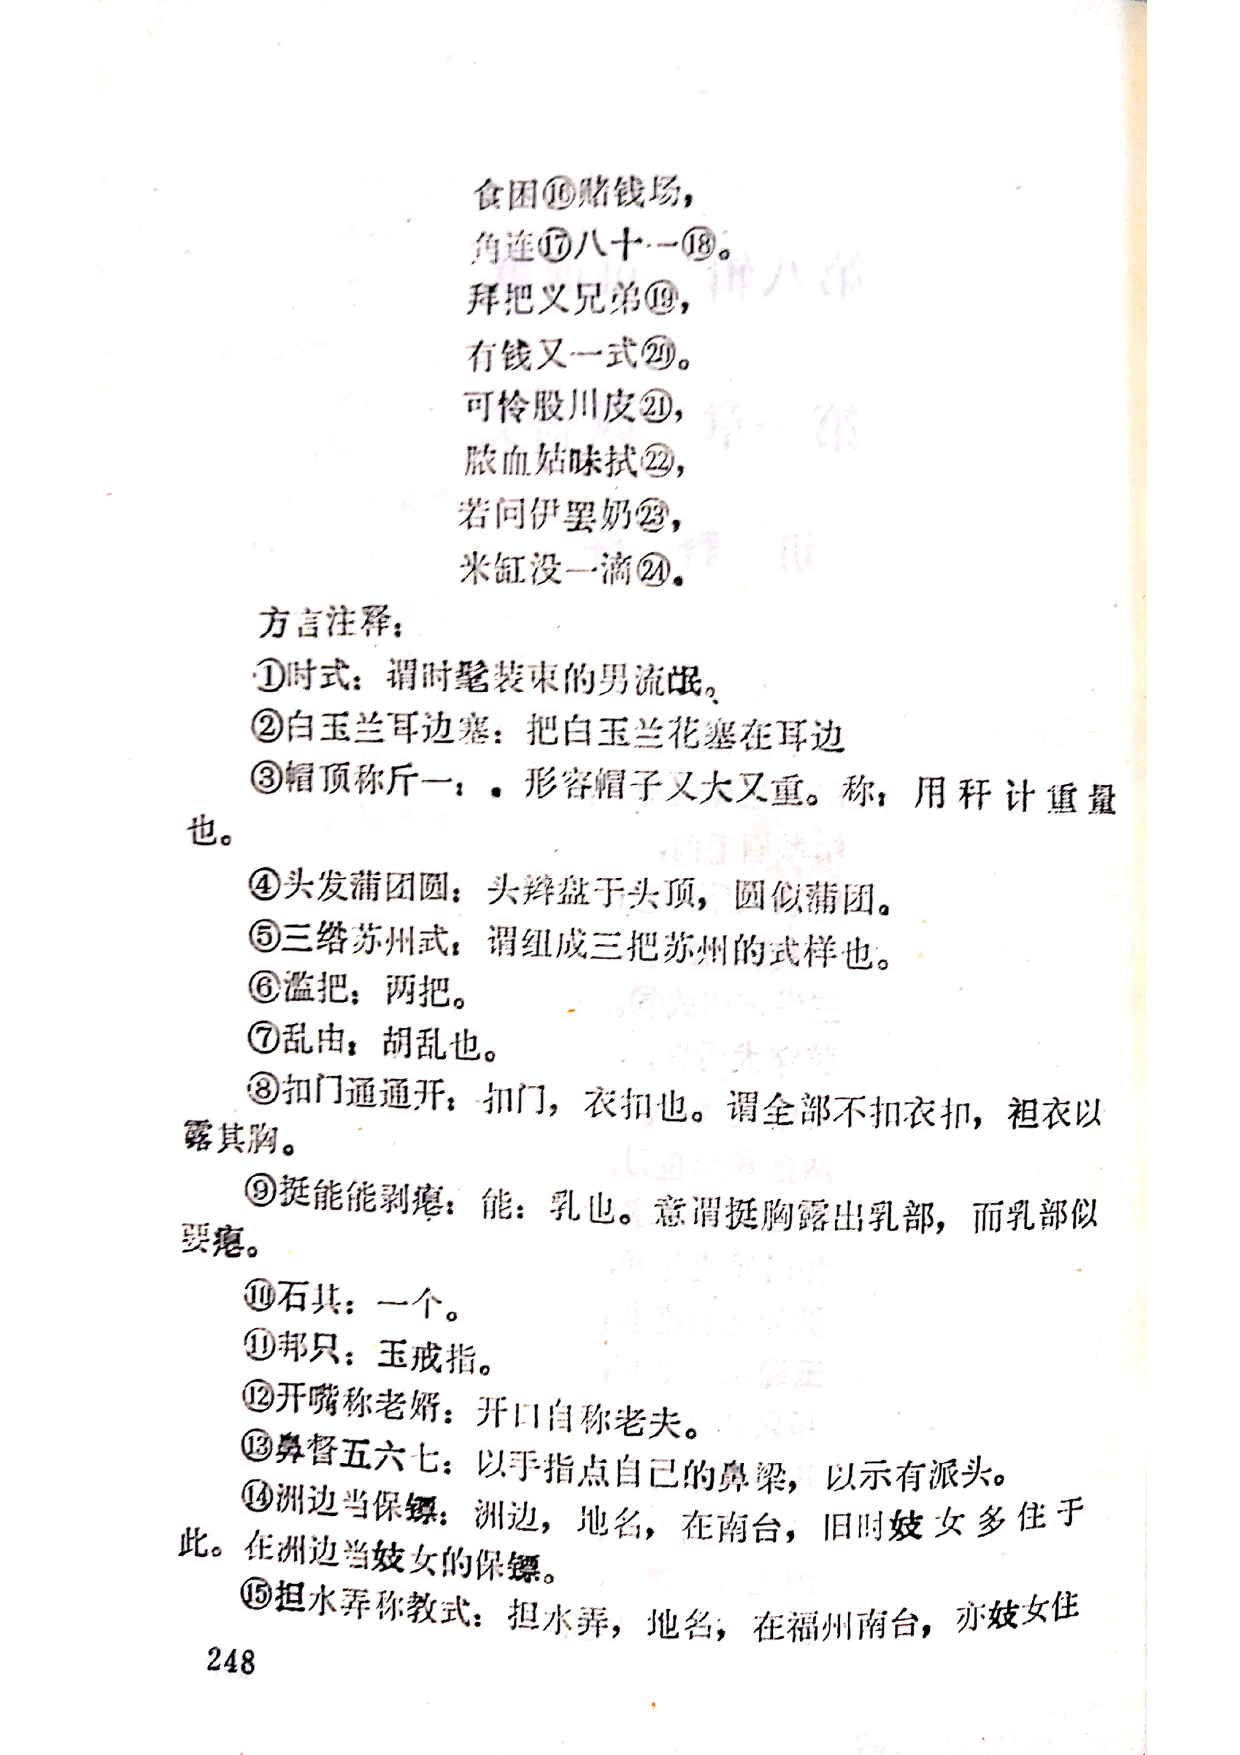 食困⑯赌钱场，
角连⑰八十一⑱。
拜把义兄弟⑲，
有钱又一式⑳。
可怜股川皮㉑，
脓血姑味拭㉒，
若问伊罢奶㉓，
米缸没一滴㉔。
方言注释：
①时式：谓时髦装束的男流氓。
②白玉兰耳边塞：把白玉兰花塞在耳边
③帽顶称斤一：．形容帽子又大又重。称：用秤计重量
也。
④头发蒲团圆：头辫盘于头顶，圆似蒲团。
⑤三绺苏州式：谓组成三把苏州的式样也。
⑥滥把：两把。
⑦乱由：胡乱也。
⑧扣门通通开：扣门，衣扣也。谓全部不扣衣扣，袒衣以
露其胸。
⑨挺能能剥瘪：能：乳也。意谓挺胸露出乳部，而乳部似
要瘪。
⑩石其：一个。
⑪邦只：玉戒指。
⑫开嘴称老婿：开口自称老夫。
⑬鼻督五六七：以手指点自己的鼻梁，以示有派头。
⑭洲边当保镖：洲边，地名，在南台，旧时妓女多住于
此。在洲边当妓女的保镖。
⑮担水弄称教式：担水弄，地名，在福州南台，亦妓女住
248